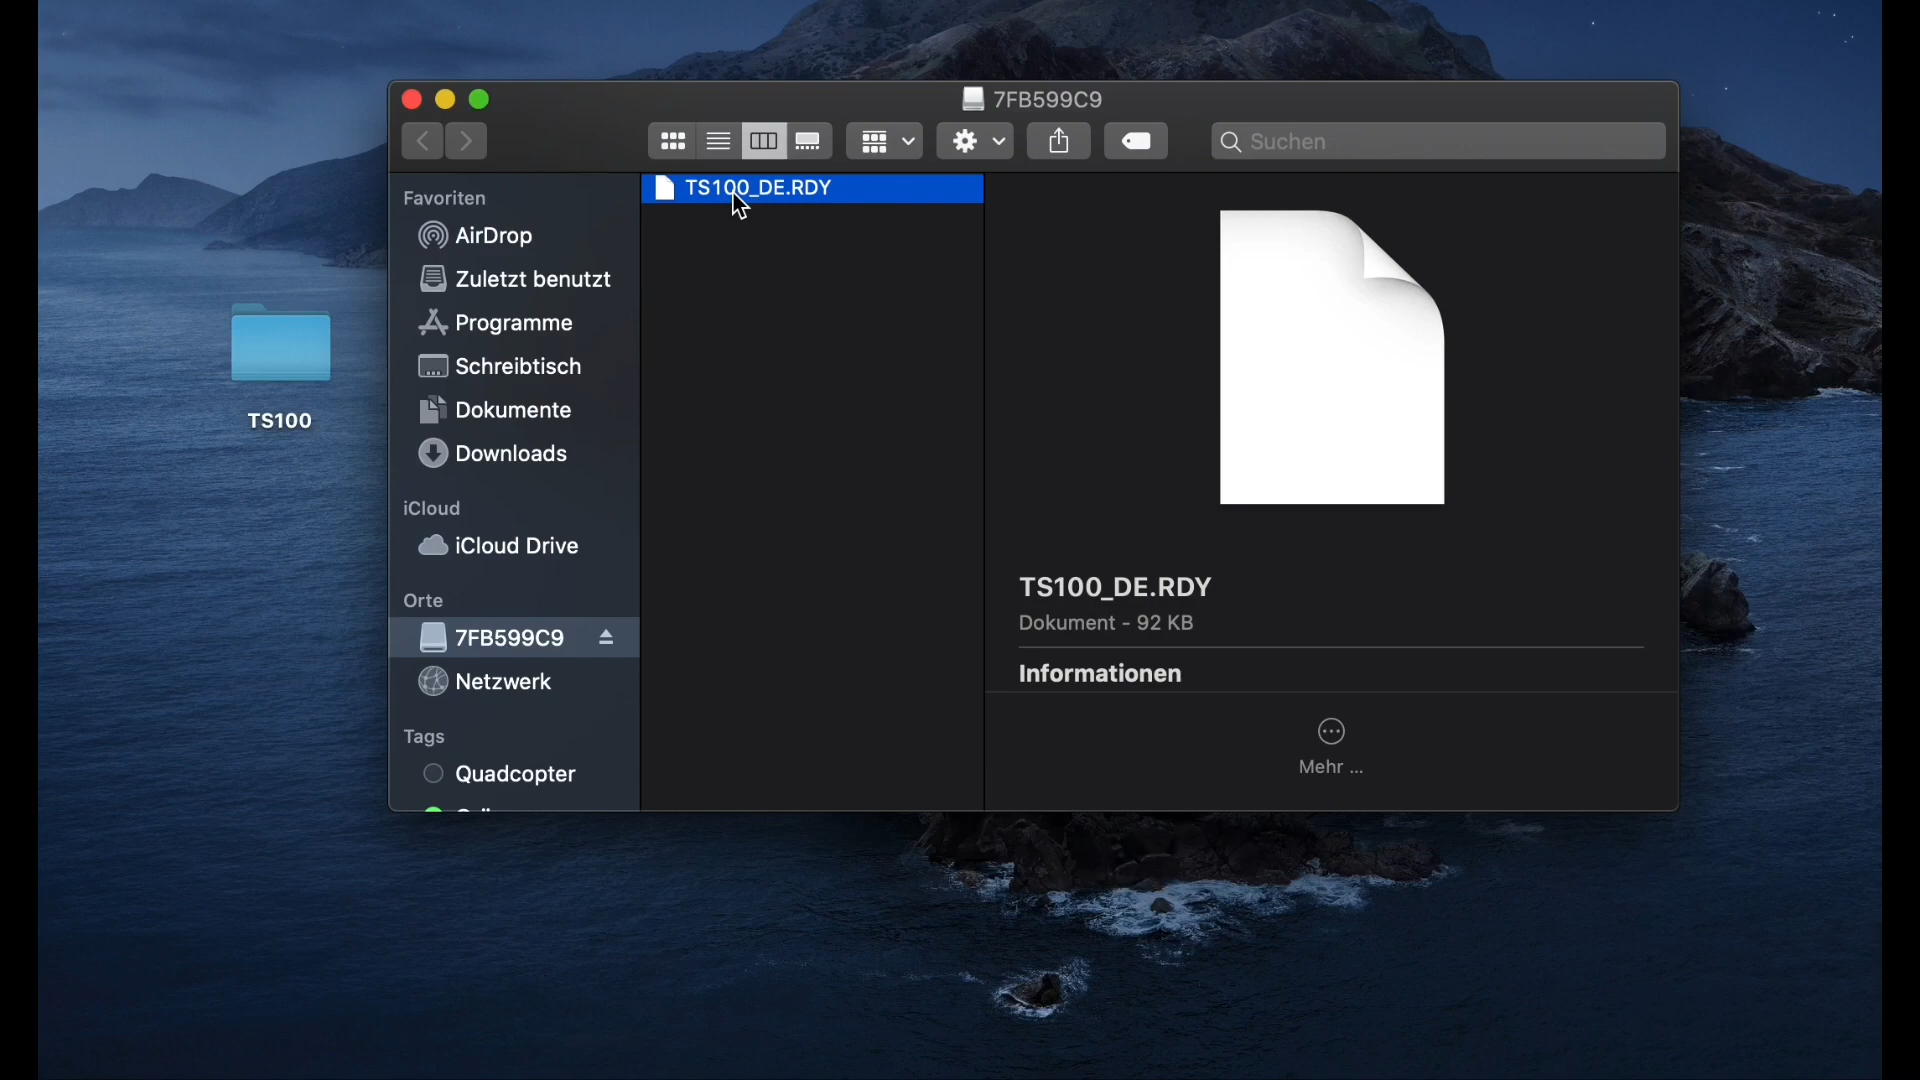 7FB599C9
Suchen
Favoriten
AirDrop
Zuletzt benutzt
Programme
Schreibtisch
Dokumente
Downloads
iCloud
iCloud Drive
Orte
7FB599C9
Netzwerk
Tags
Quadcopter
TS100_DE.RDY
TS100_DE.RDY
Dokument - 92 KB
Informationen
Mehr ...
TS100